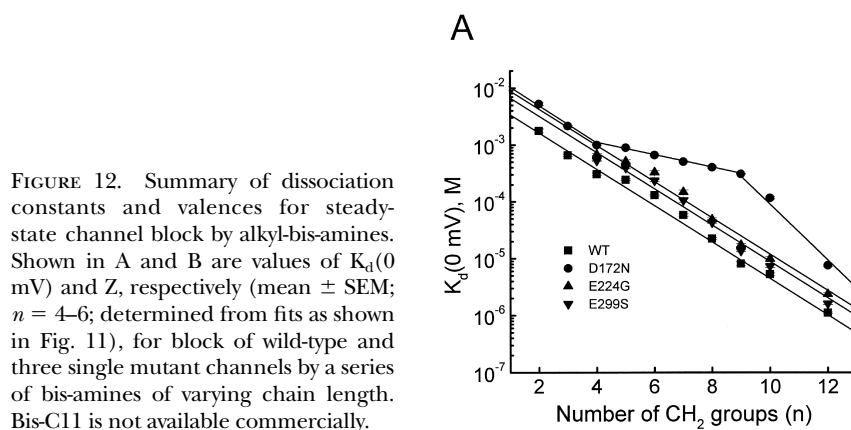 A
FIGURE 12. Summary of dissociation
constants and valences for steady-
state channel block by alkyl-bis-amines.
Shown in A and B are values of Kd(0
mV) and Z, respectively (mean ± SEM;
n = 4–6; determined from fits as shown
in Fig. 11), for block of wild-type and
three single mutant channels by a series
of bis-amines of varying chain length.
Bis-C11 is not available commercially.
Kd(0 mV), M
10-2
10-3
10-4
10-5
10-6
10-7
WT
D172N
E224G
E299S
2 4 6 8 10 12
Number of CH2 groups (n)